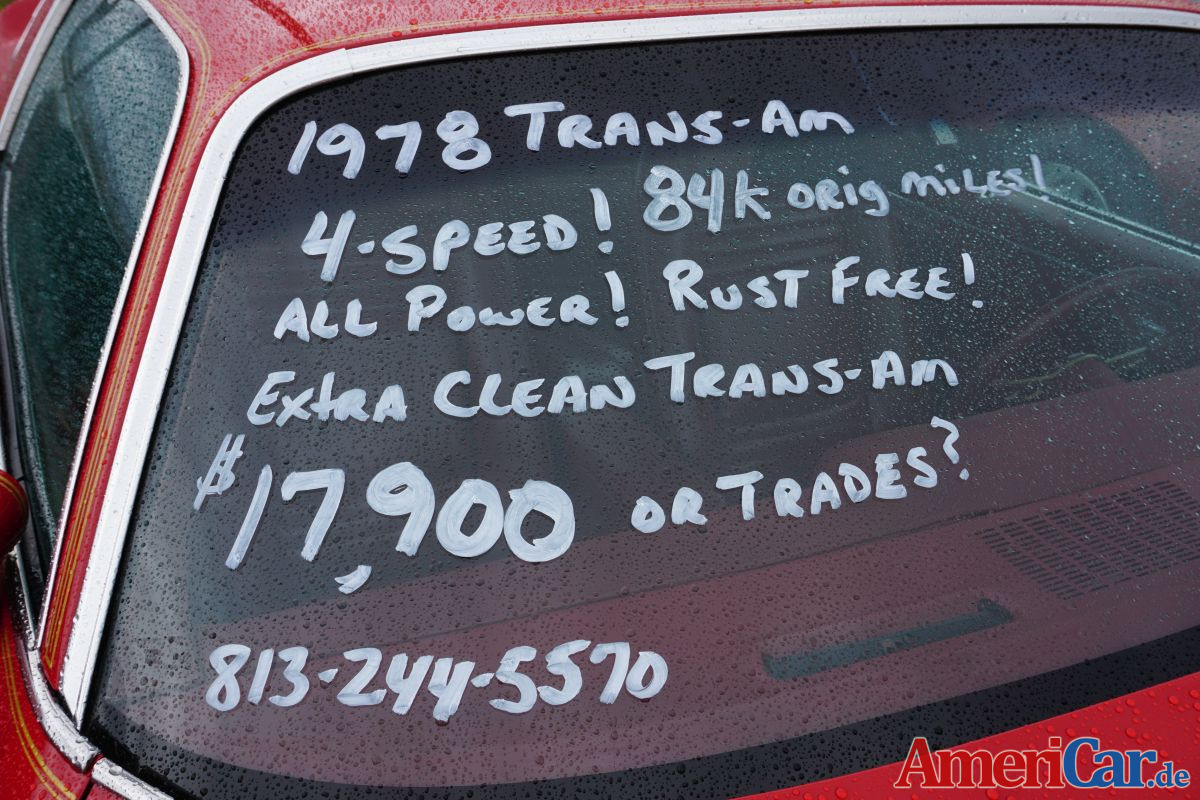 1978 TRANS-Am
4-SPEED! 84k ORIG miLES!
ALL POWER! RUST FREE!
EXtRA CLEAN TRANS-Am
$17,900 OR TRADES?
813-244-5570
AmeriCar.de